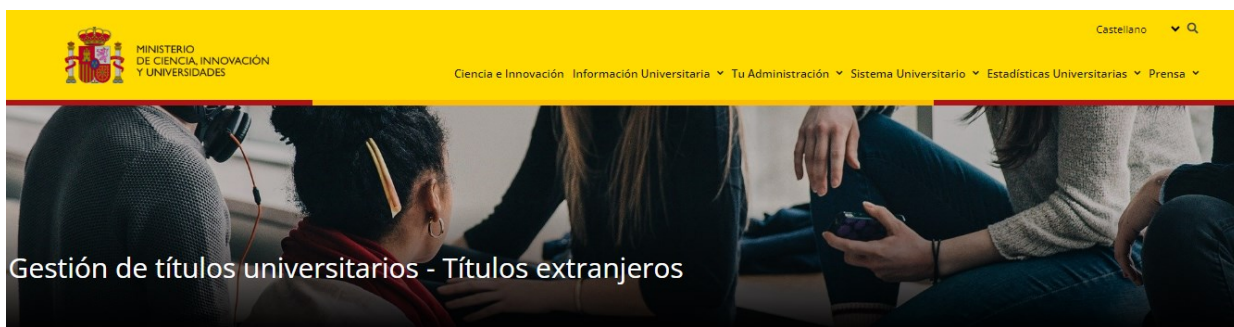 Castellano
MINISTERIO
DE CIENCIA, INNOVACIÓN
Y UNIVERSIDADES
Ciencia e Innovación Información Universitaria Tu Administración Sistema Universitario Estadísticas Universitarias Prensa
Gestión de títulos universitarios - Títulos extranjeros